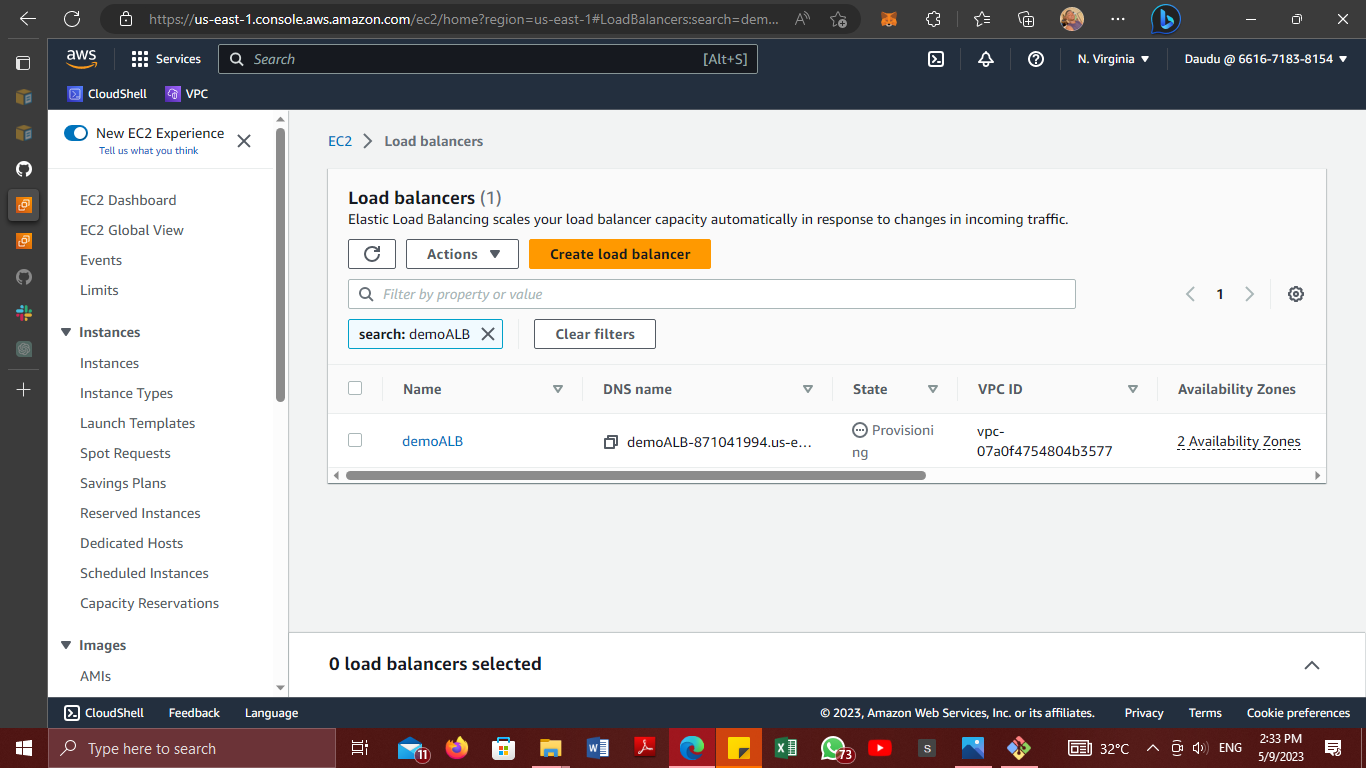 https://us-east-1.console.aws.amazon.com/ec2/home?region=us-east-1#LoadBalancers:search=dem...
aws
Services
Search
[Alt+S]
N. Virginia
Daudu @ 6616-7183-8154
CloudShell
VPC
New EC2 Experience
Tell us what you think
EC2 Dashboard
EC2 Global View
Events
Limits
Instances
Instances
Instance Types
Launch Templates
Spot Requests
Savings Plans
Reserved Instances
Dedicated Hosts
Scheduled Instances
Capacity Reservations
Images
AMIs
EC2
Load balancers
Load balancers (1)
Elastic Load Balancing scales your load balancer capacity automatically in response to changes in incoming traffic.
Actions
Create load balancer
Filter by property or value
1
search: demoALB
Clear filters
Name
DNS name
State
VPC ID
Availability Zones
demoALB
demoALB-871041994.us-e...
Provisioni
ng
vpc-
07a0f4754804b3577
2 Availability Zones
0 load balancers selected
CloudShell
Feedback
Language
© 2023, Amazon Web Services, Inc. or its affiliates.
Privacy
Terms
Cookie preferences
Type here to search
11
73
32°C
ENG
2:33 PM
5/9/2023